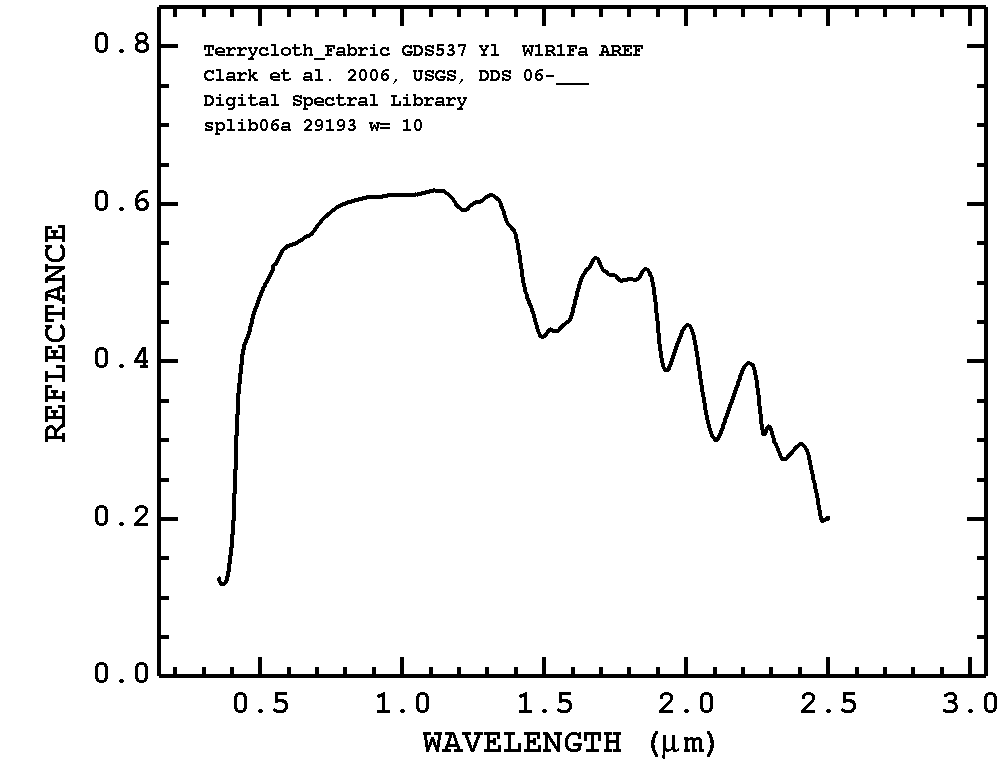 Terrycloth_Fabric GDS537 Yl W1R1Fa AREF
Clark et al. 2006, USGS, DDS 06-___
Digital Spectral Library
splib06a 29193 w= 10
0.8
0.6
0.4
0.2
0.0
REFLECTANCE
0.5 1.0 1.5 2.0 2.5 3.0
WAVELENGTH (μm)